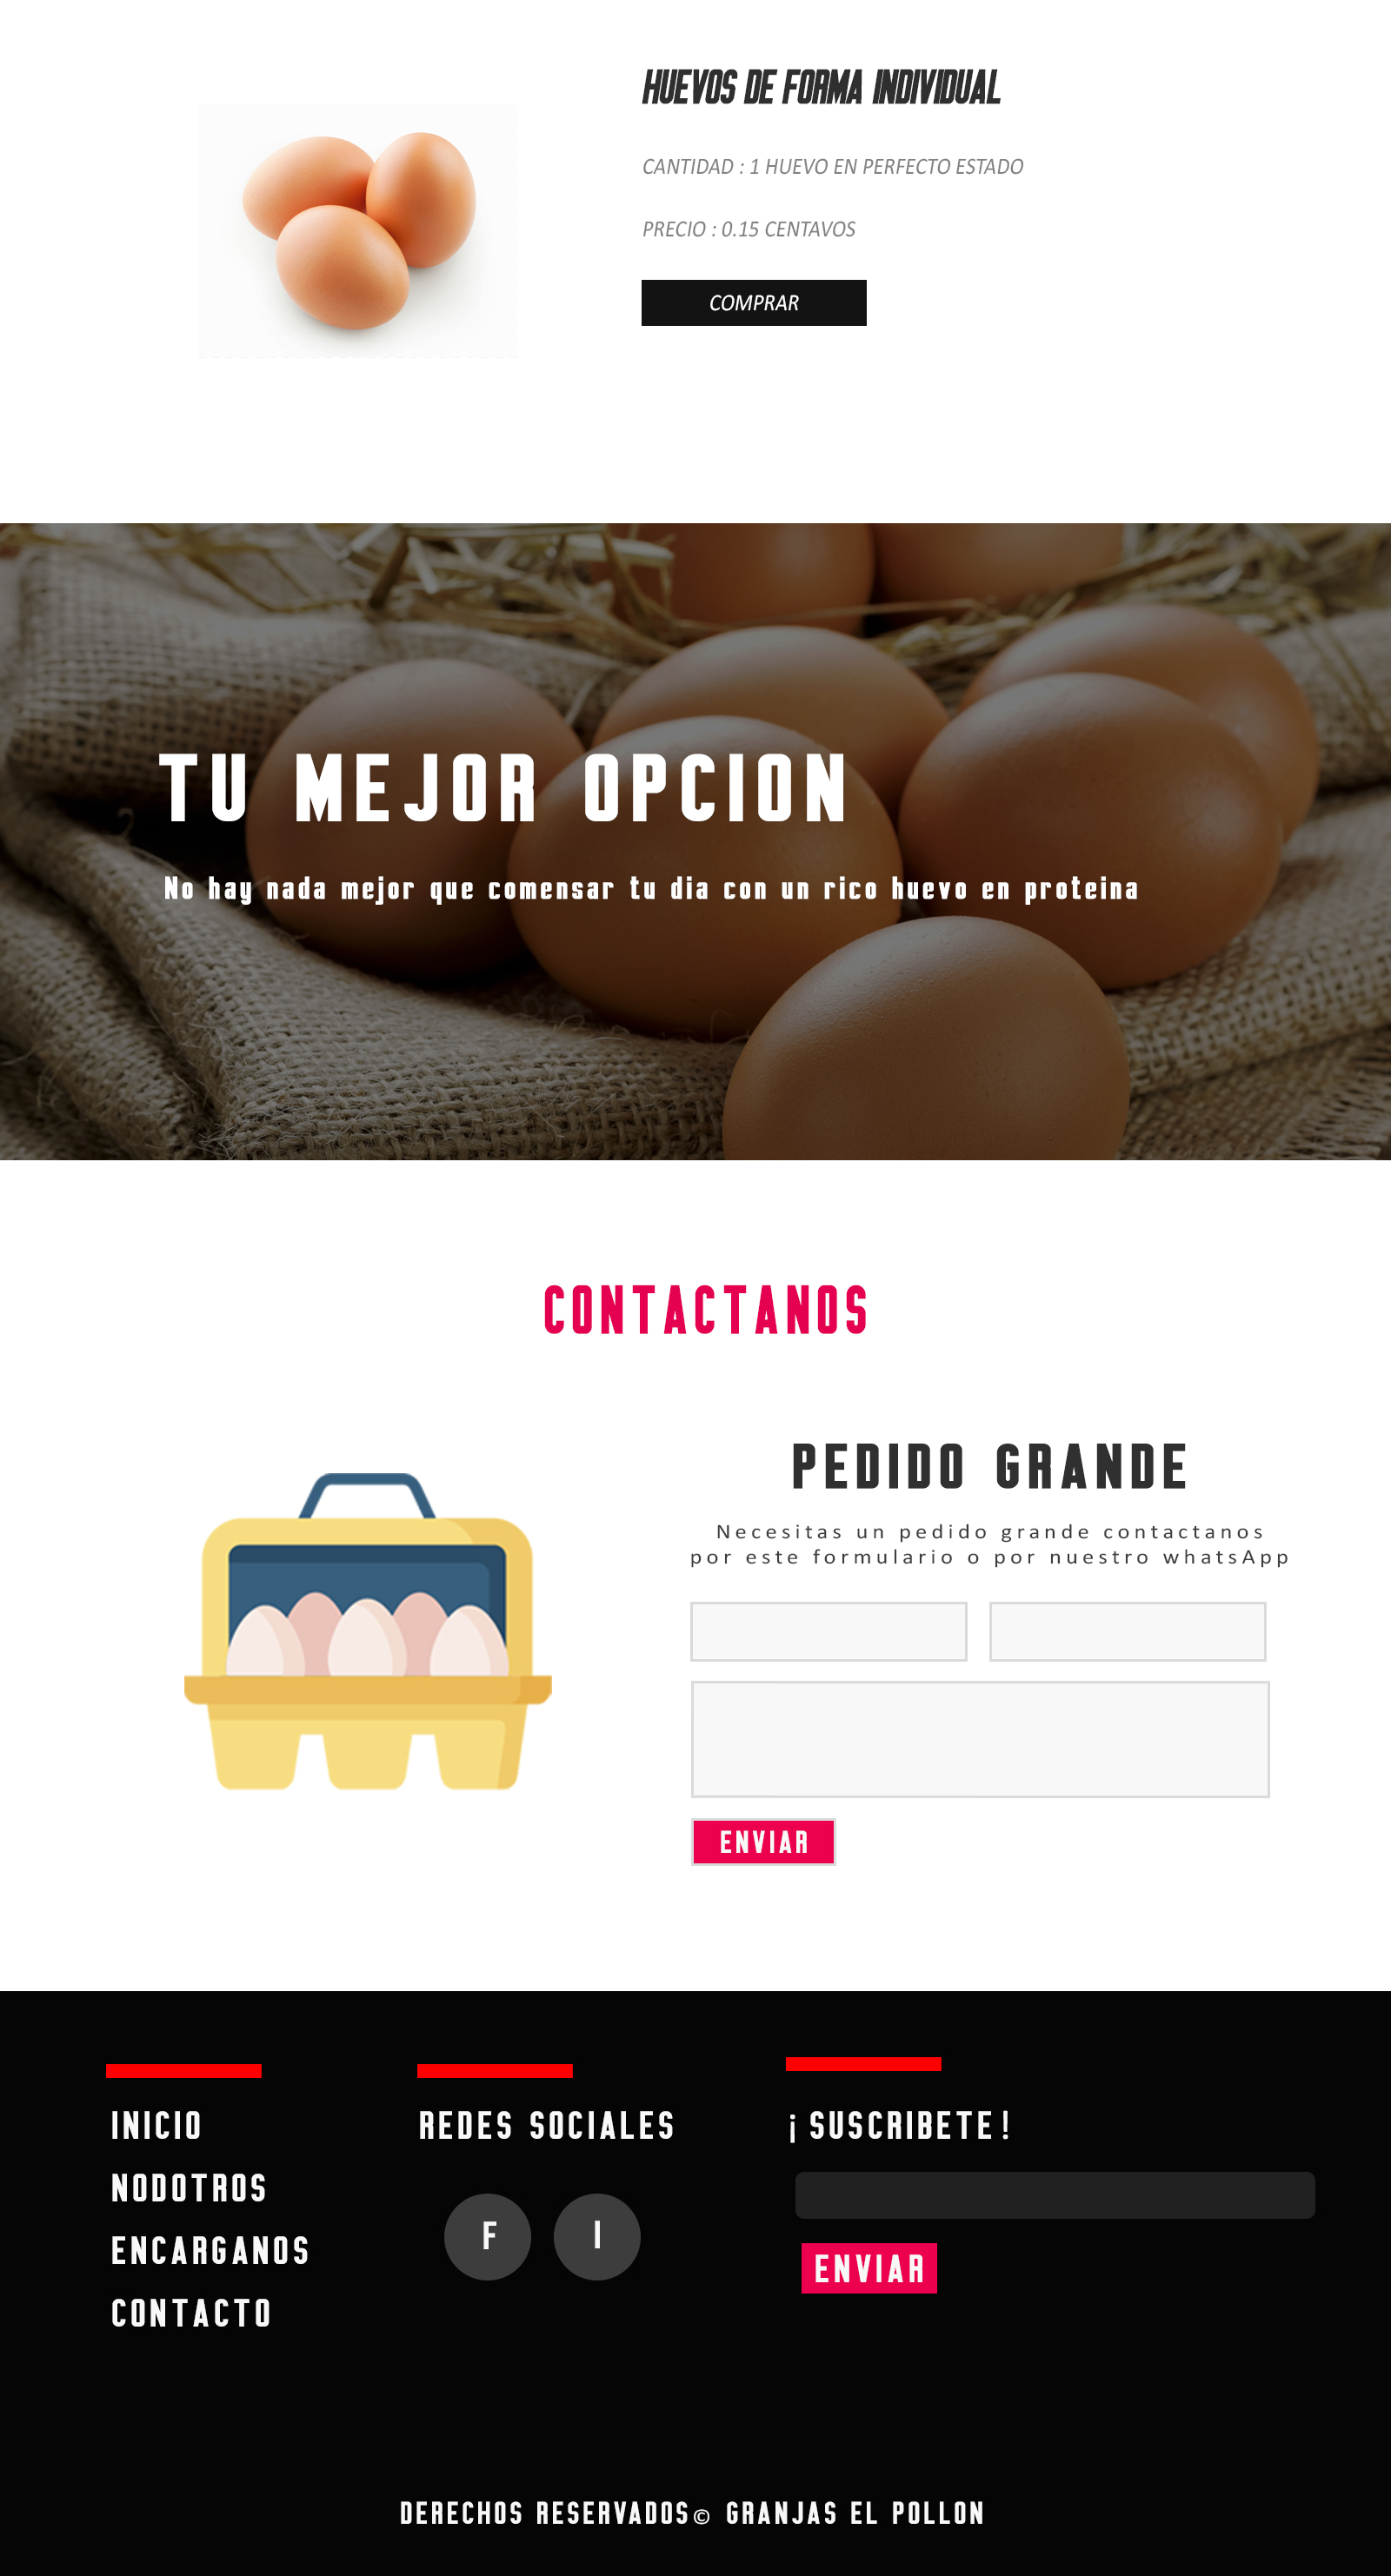 HUEVOS DE FORMA INDIVIDUAL
CANTIDAD : 1 HUEVO EN PERFECTO ESTADO
PRECIO : 0.15 CENTAVOS
COMPRAR
TU MEJOR OPCION
No hay nada mejor que comensar tu dia con un rico huevo en proteina
CONTACTANOS
PEDIDO GRANDE
Necesitas un pedido grande contactanos
por este formulario o por nuestro whatsApp
ENVIAR
INICIO
NODOTROS
ENCARGANOS
CONTACTO
REDES SOCIALES
F I
¡SUSCRIBETE!
ENVIAR
DERECHOS RESERVADOS© GRANJAS EL POLLON